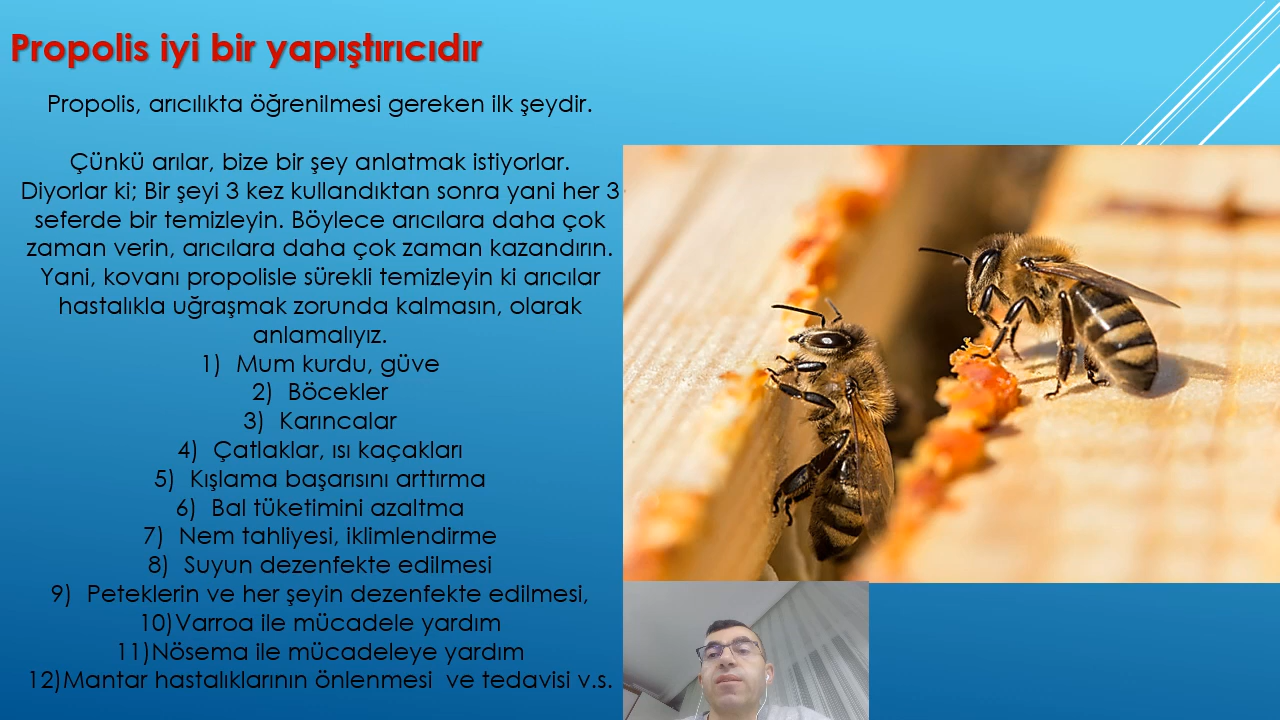 Propolis iyi bir yapıştırıcıdır
Propolis, arıcılıkta öğrenilmesi gereken ilk şeydir.
Çünkü arılar, bize bir şey anlatmak istiyorlar.
Diyorlar ki; Bir şeyi 3 kez kullandıktan sonra yani her 3
seferde bir temizleyin. Böylece arıcılara daha çok
zaman verin, arıcılara daha çok zaman kazandırın.
Yani, kovanı propolisle sürekli temizleyin ki arıcılar
hastalıkla uğraşmak zorunda kalmasın, olarak
anlamalıyız.
1) Mum kurdu, güve
2) Böcekler
3) Karıncalar
4) Çatlaklar, ısı kaçakları
5) Kışlama başarısını arttırma
6) Bal tüketimini azaltma
7) Nem tahliyesi, iklimlendirme
8) Suyun dezenfekte edilmesi
9) Peteklerin ve her şeyin dezenfekte edilmesi,
10)Varroa ile mücadele yardım
11)Nösema ile mücadeleye yardım
12)Mantar hastalıklarının önlenmesi ve tedavisi v.s.